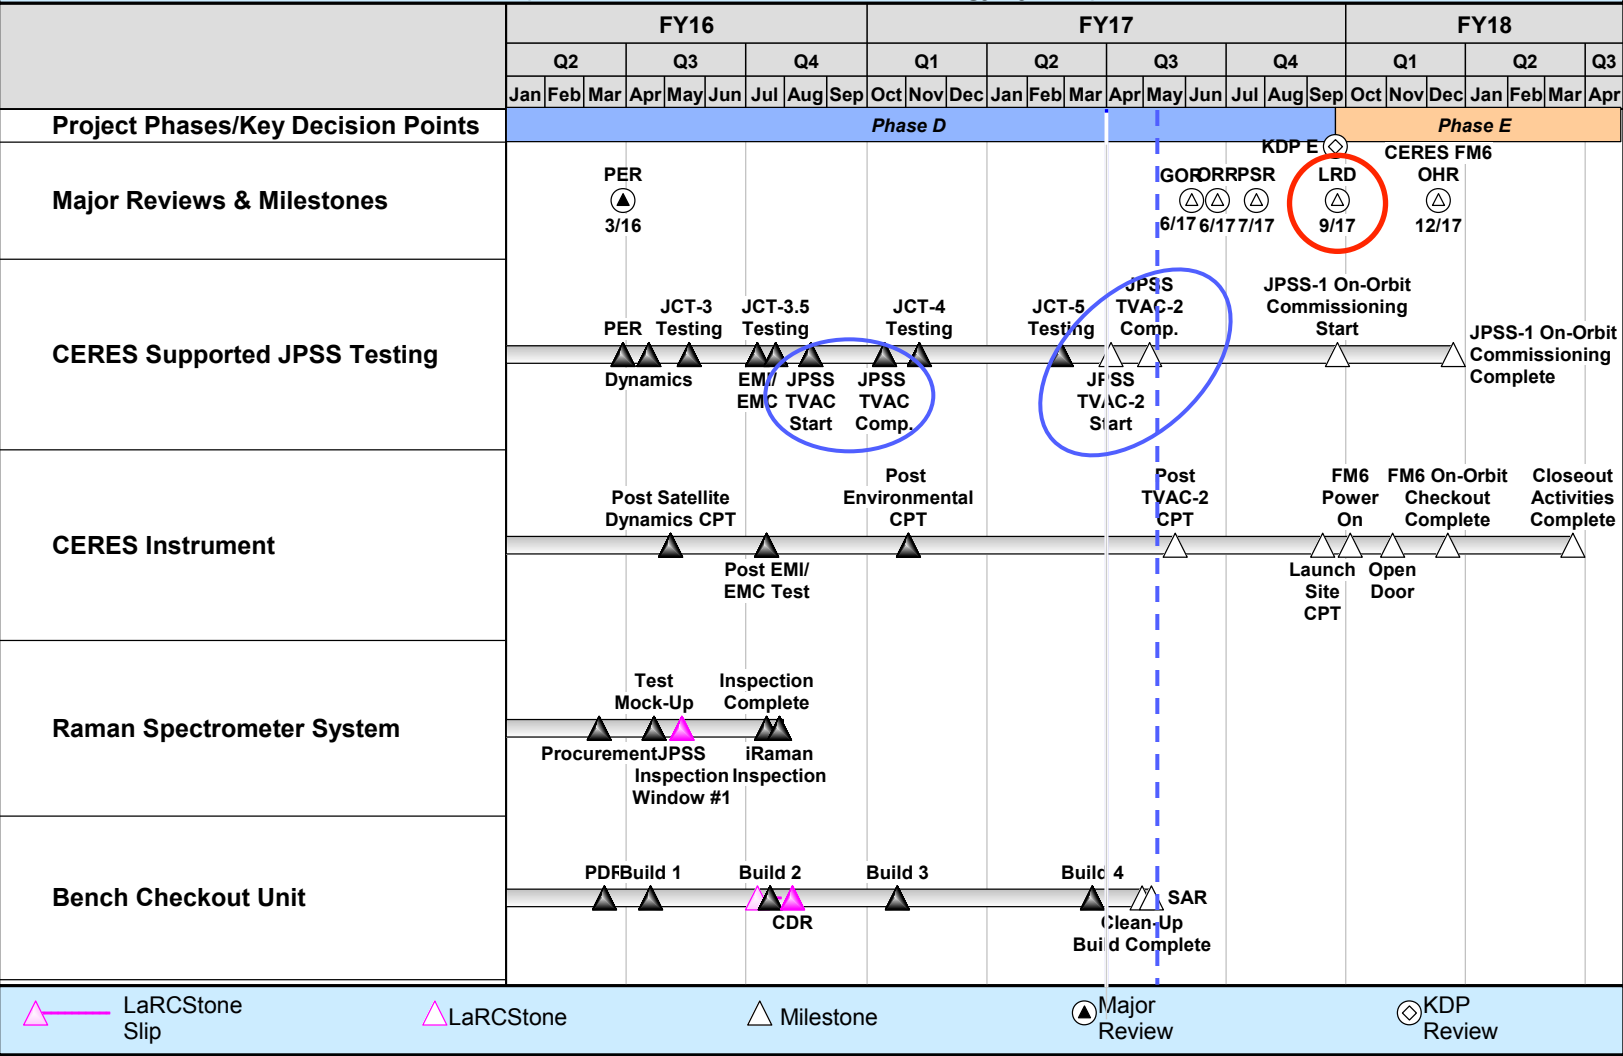 FY16 FY17 FY18
Q2 Q3 Q4 Q1 Q2 Q3 Q4 Q1 Q2 Q3
Jan Feb Mar Apr May Jun Jul Aug Sep Oct Nov Dec Jan Feb Mar Apr May Jun Jul Aug Sep Oct Nov Dec Jan Feb Mar Apr
Project Phases/Key Decision Points
Phase D
Phase E
KDP E
Major Reviews & Milestones
PER
3/16
GOR
6/17
ORR
6/17
PSR
7/17
LRD
9/17
CERES FM6
OHR
12/17
CERES Supported JPSS Testing
PER
Dynamics
JCT-3
Testing
JCT-3.5
Testing
EMI/
EMC
JPSS
TVAC
Start
JPSS
TVAC
Comp.
JCT-4
Testing
JCT-5
Testing
JPSS
TVAC-2
Start
JPSS
TVAC-2
Comp.
JPSS-1 On-Orbit
Commissioning
Start
JPSS-1 On-Orbit
Commissioning
Complete
CERES Instrument
Post Satellite
Dynamics CPT
Post EMI/
EMC Test
Post
Environmental
CPT
Post
TVAC-2
CPT
Launch
Site
CPT
FM6
Power
On
Open
Door
FM6 On-Orbit
Checkout
Complete
Closeout
Activities
Complete
Raman Spectrometer System
Procurement
Test
Mock-Up
JPSS
Inspection
Window #1
Inspection
Complete
iRaman
Inspection
Bench Checkout Unit
PDR
Build 1
Build 2
CDR
Build 3
Build 4
Clean-Up
Build Complete
SAR
LaRCStone
Slip
LaRCStone
Milestone
Major
Review
KDP
Review